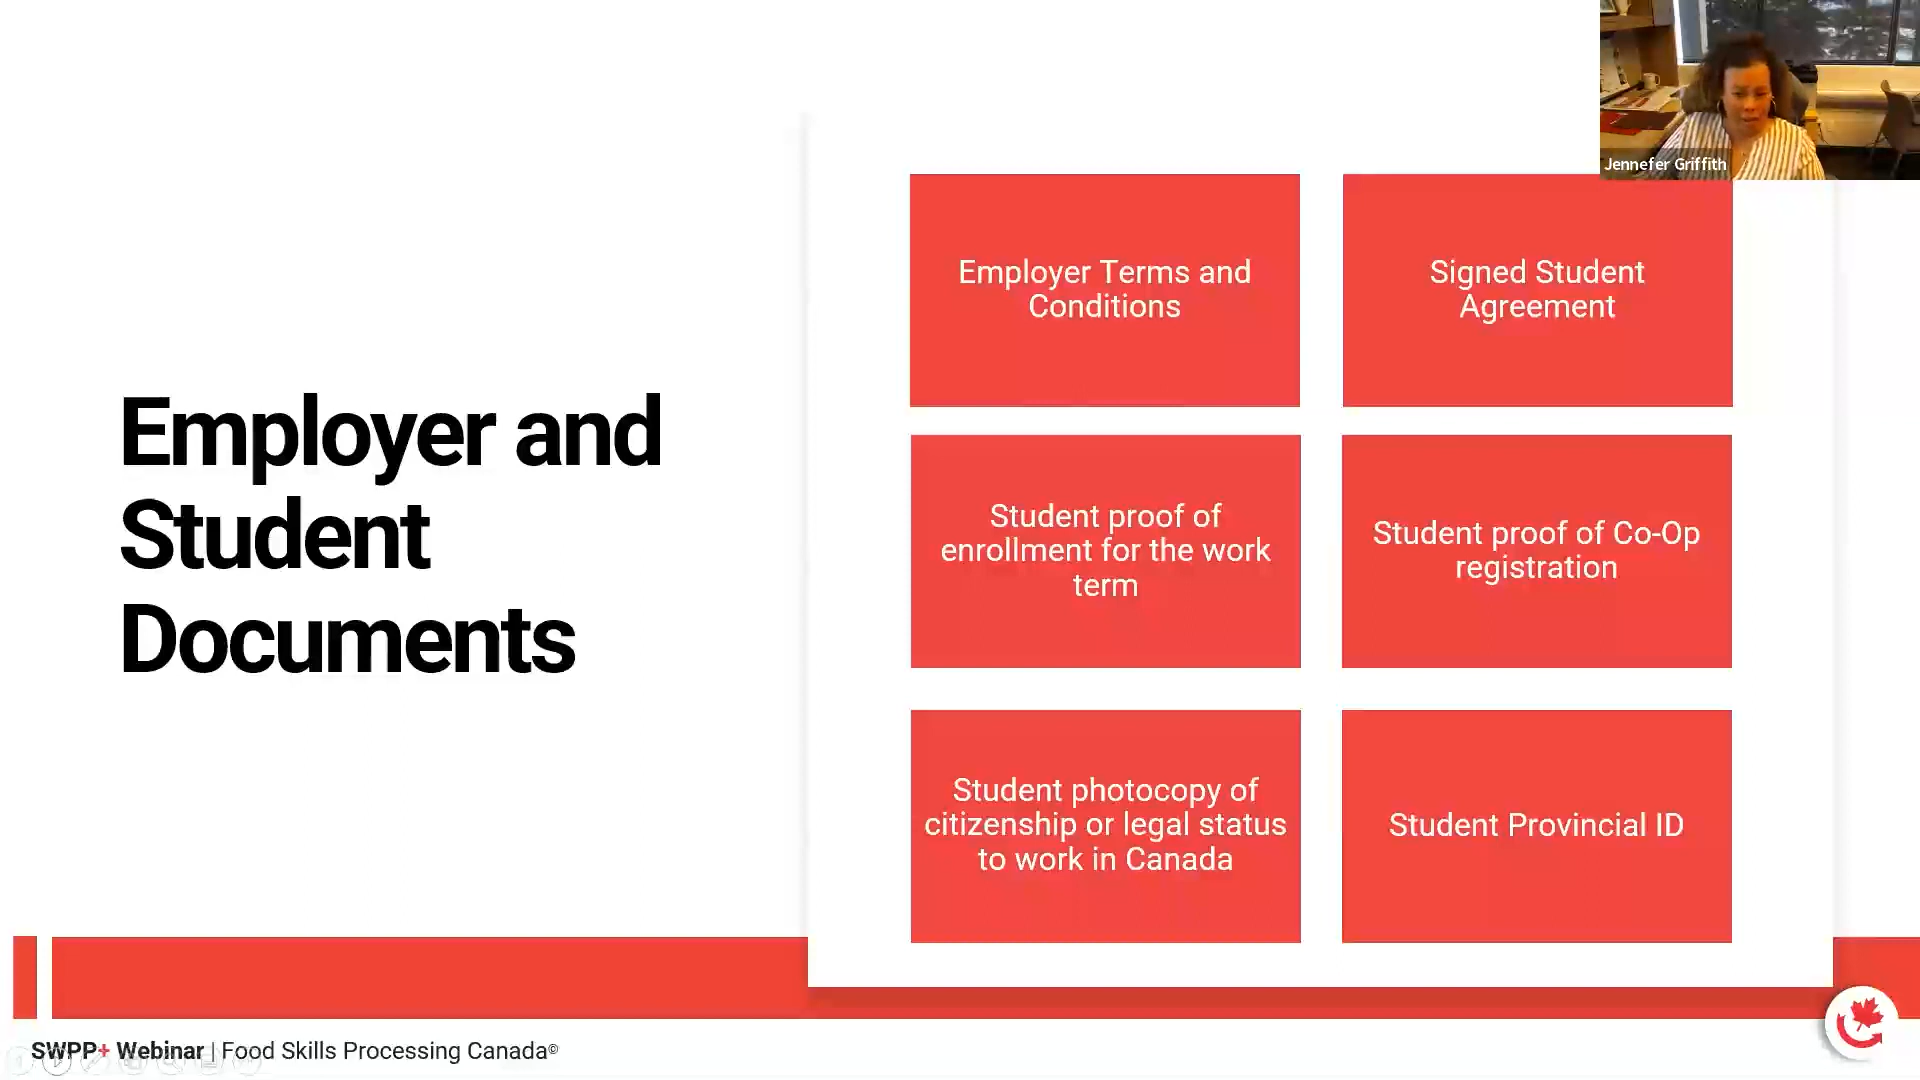 Jennefer Griffith
Employer and
Student
Documents
Employer Terms and
Conditions
Signed Student
Agreement
Student proof of
enrollment for the work
term
Student proof of Co-Op
registration
Student photocopy of
citizenship or legal status
to work in Canada
Student Provincial ID
SWPP+ Webinar | Food Skills Processing Canada©